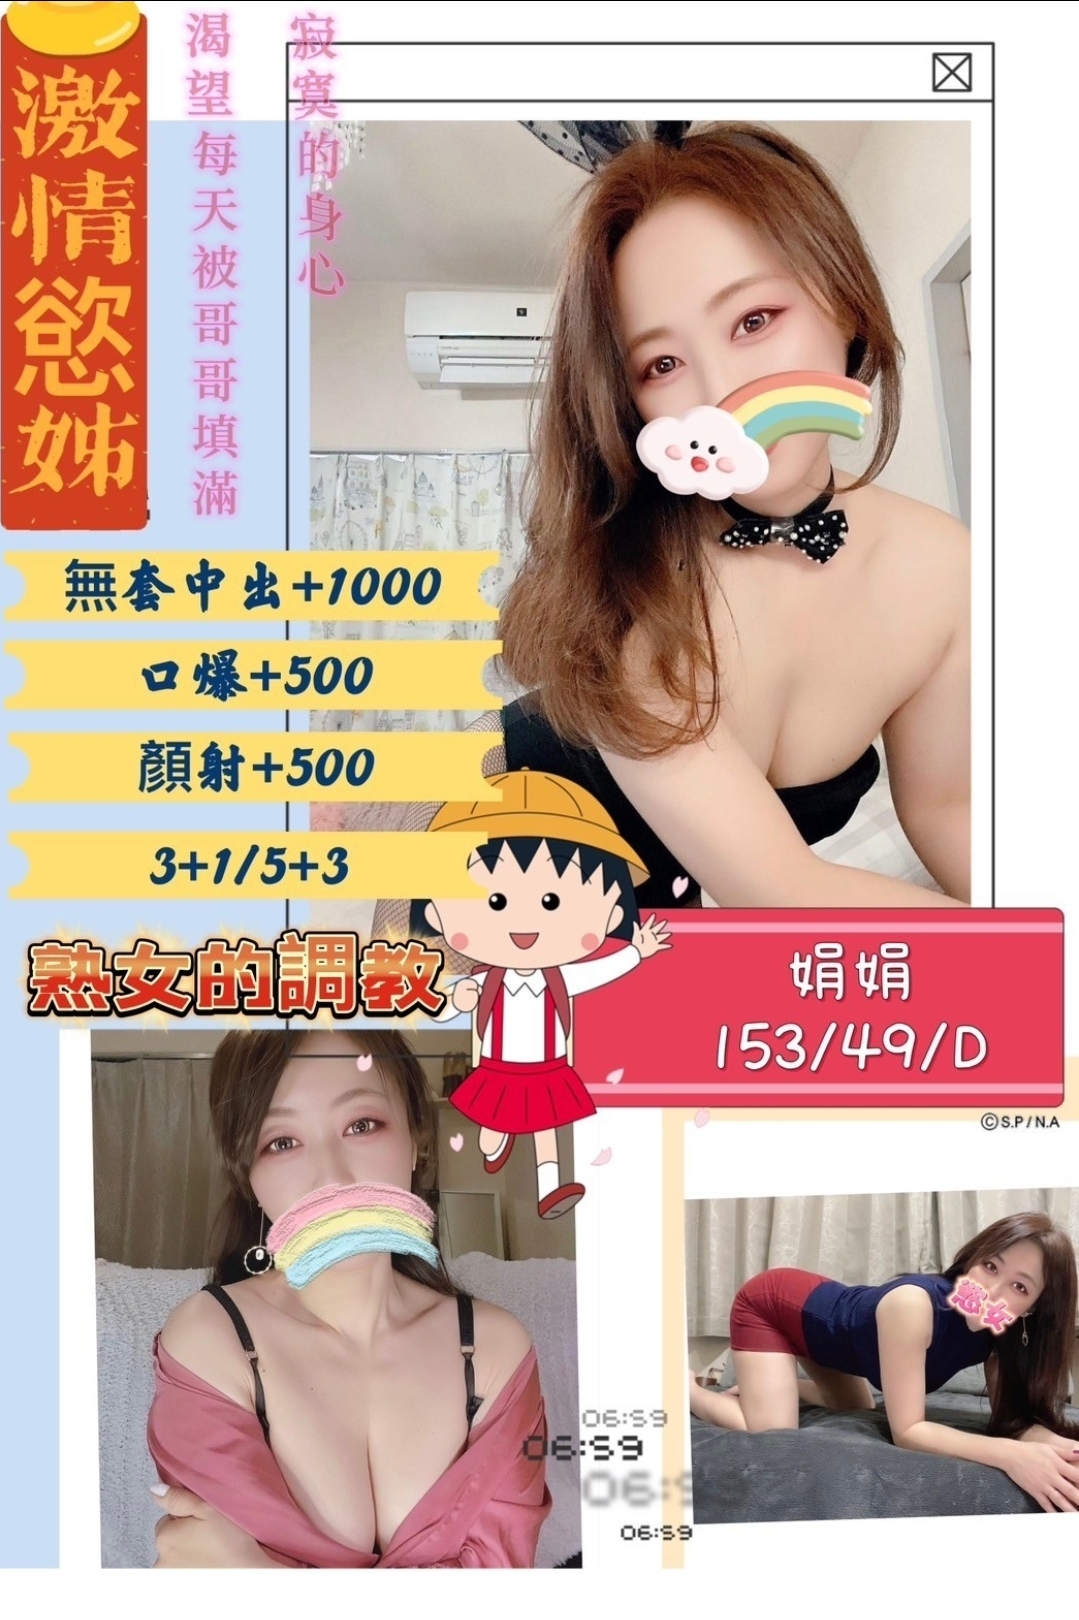 激情慾姊
寂寞的身心
渴望每天被哥哥填滿
無套中出+1000
口爆+500
顏射+500
3+1/5+3
熟女的調教
娟娟
153/49/D
©S.P/N.A
慾女
06:59
06:59
06:59